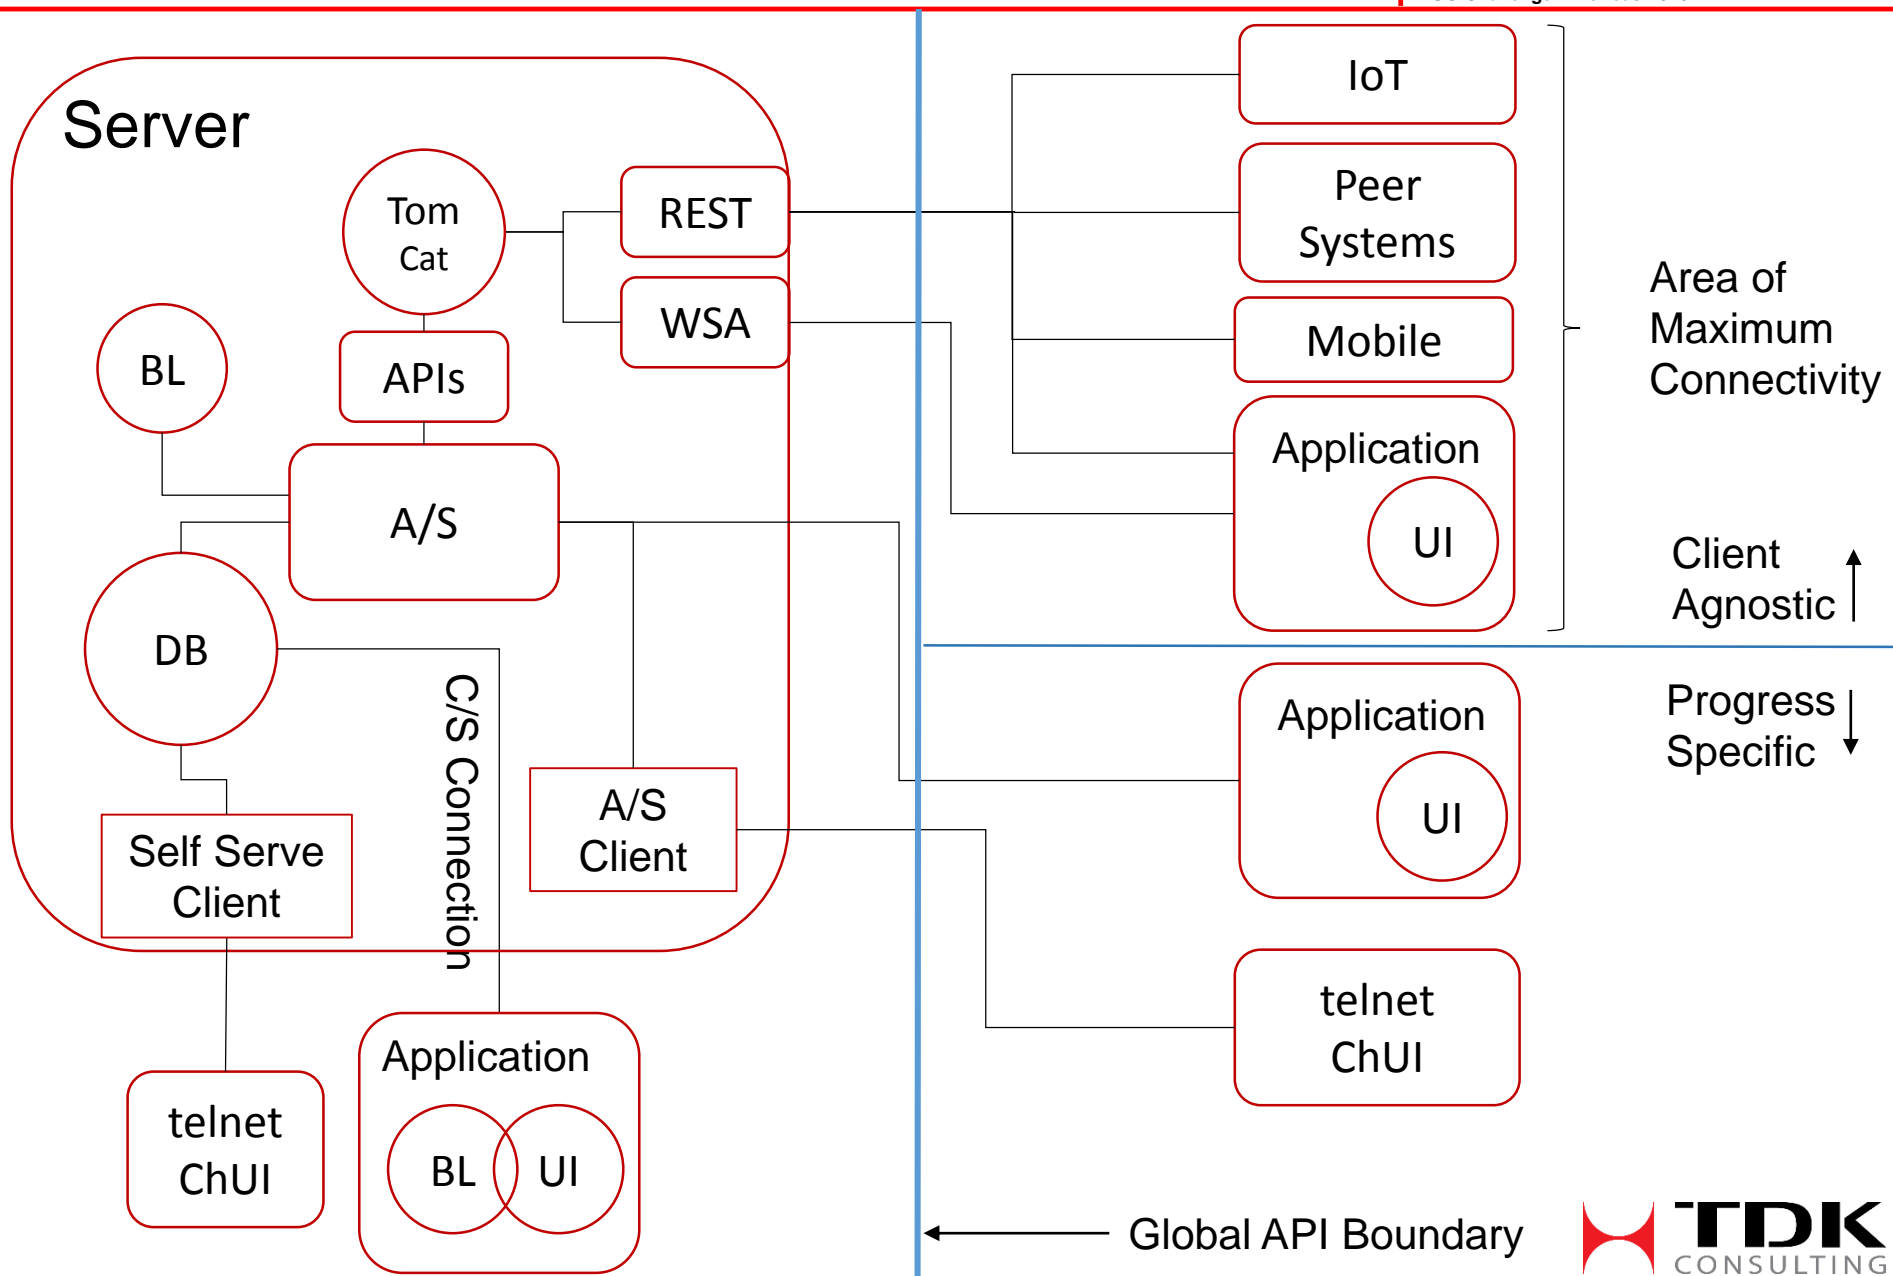 Server
Tom
Cat
REST
WSA
BL
APIs
A/S
DB
C/S Connection
A/S
Client
Self Serve
Client
telnet
ChUI
Application
BL
UI
IoT
Peer
Systems
Mobile
Application
UI
Area of
Maximum
Connectivity
Client
Agnostic
Progress
Specific
Application
UI
telnet
ChUI
Global API Boundary
TDK
CONSULTING